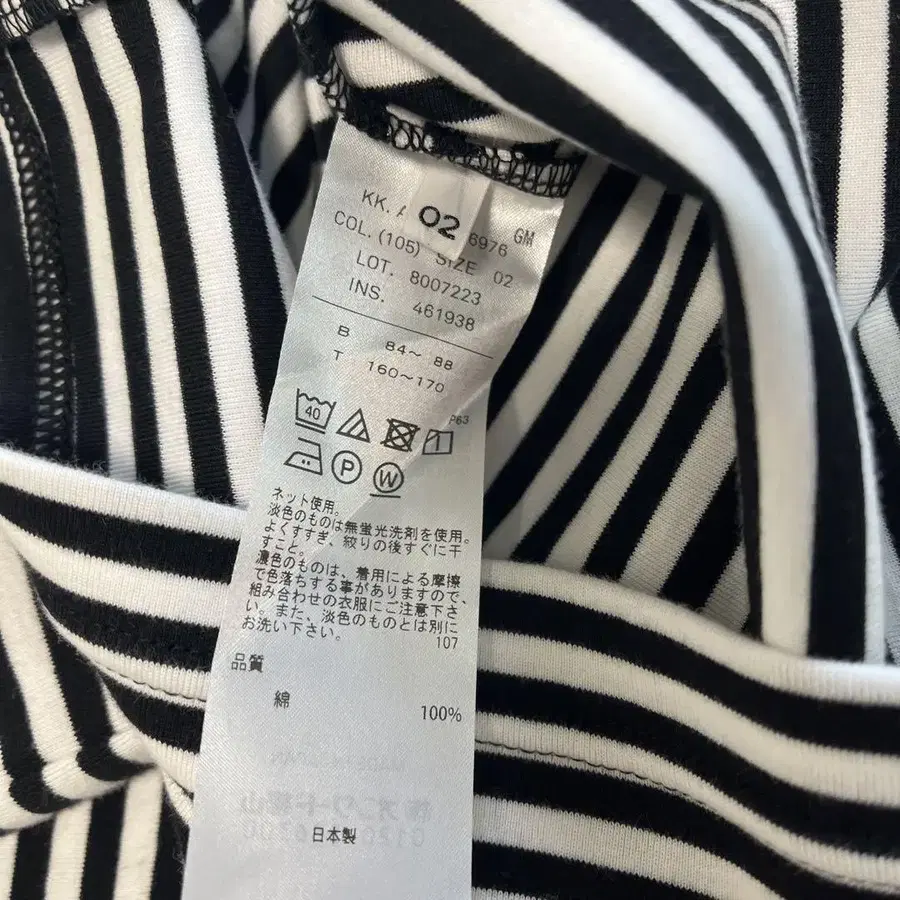 KK.
02
6976 GM
COL. (105) SIZE 02
LOT. 8007223
INS. 461938
B 84~ 88
T 160~170
40
P63
P
W
ネット使用。
淡色のものは無蛍光洗剤を使用。
よくすすぎ、絞りの後すぐに干
すこと。
濃色のものは、着用による摩擦
で色落ちする事がありますので、
組み合わせの衣服にご注意下さ
い。また、淡色のものとは別に
お洗い下さい。
107
品質
綿
100%
日本製